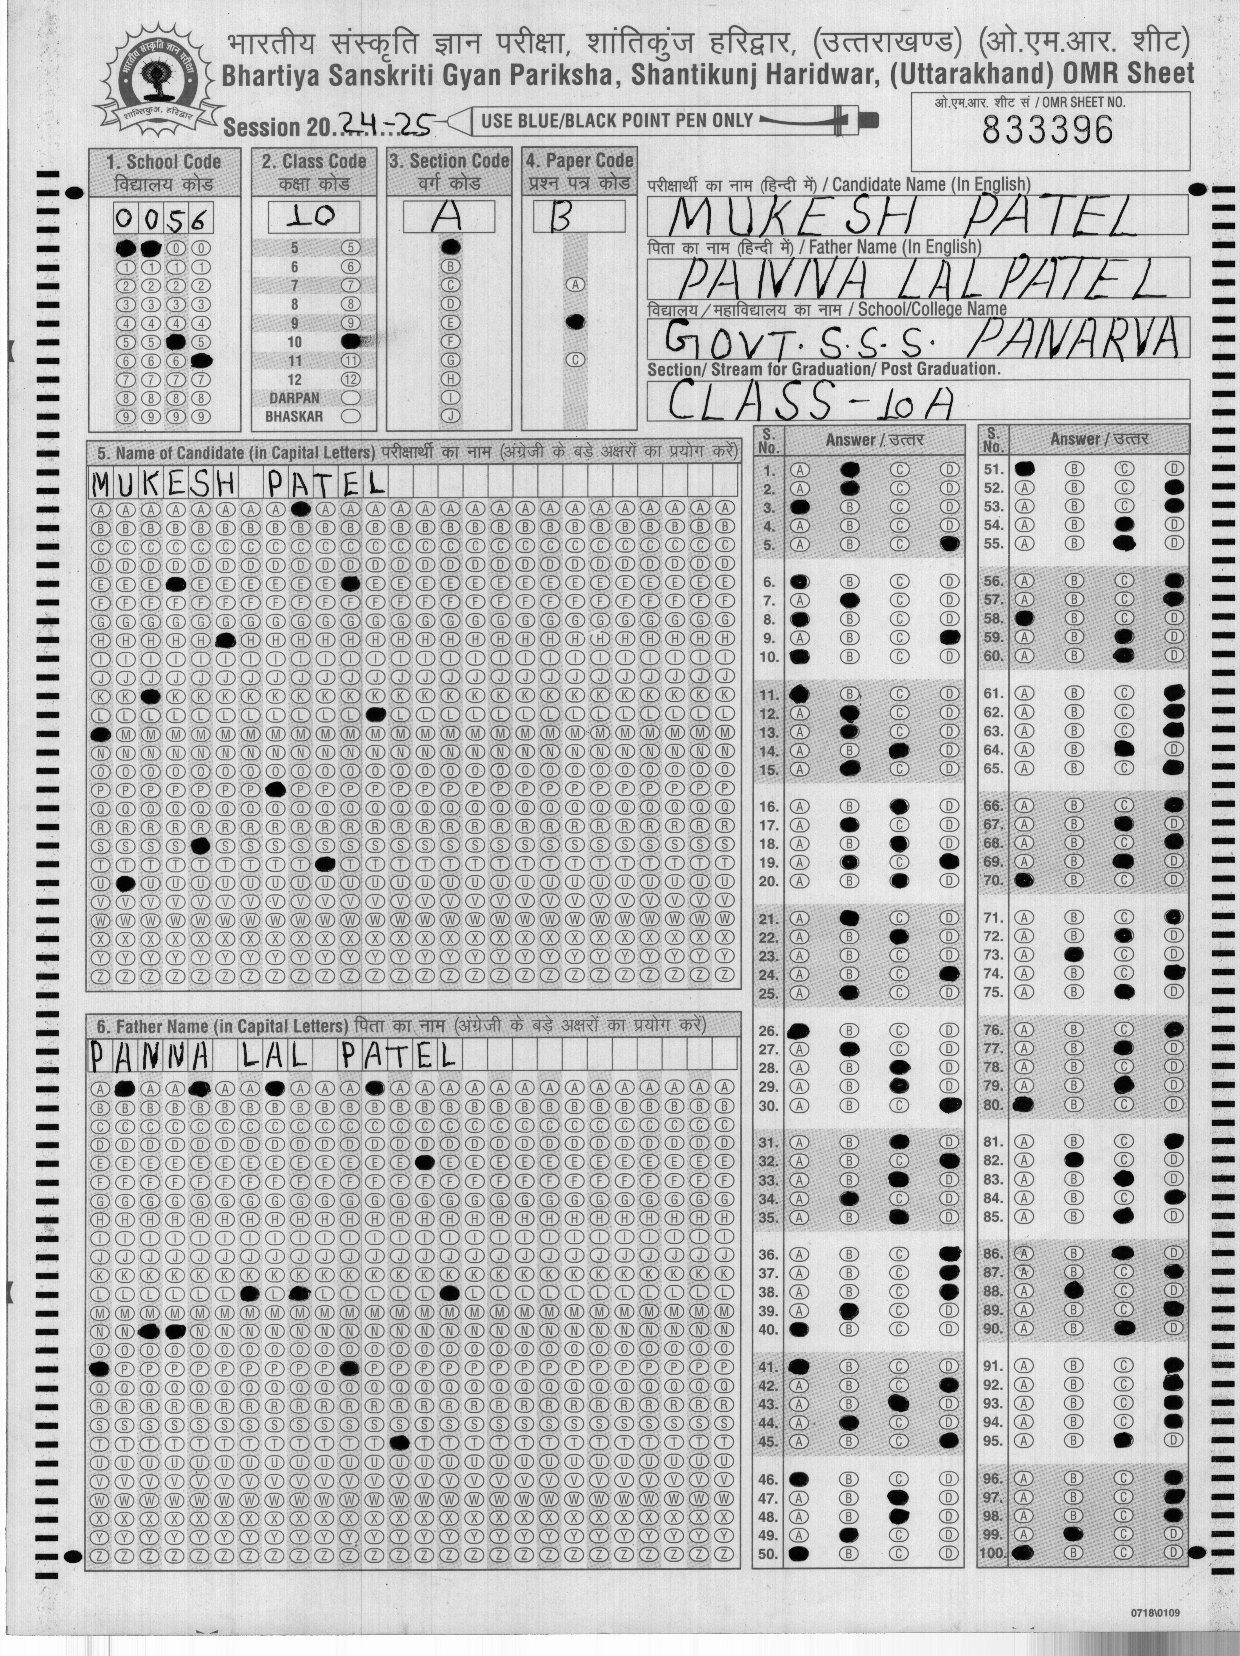 भारतीय संस्कृति ज्ञान परीक्षा, शांतिकुंज हरिद्वार, (उत्तराखण्ड) (ओ.एम.आर. शीट)
Bhartiya Sanskriti Gyan Pariksha, Shantikunj Haridwar, (Uttarakhand) OMR Sheet
Session 20 24-25
USE BLUE/BLACK POINT PEN ONLY
ओ.एम.आर. शीट सं / OMR SHEET NO.
833396
1. School Code
विद्यालय कोड
0056
2. Class Code
कक्षा कोड
10
5
6
7
8
9
10
11
12
DARPAN
BHASKAR
3. Section Code
वर्ग कोड
A
4. Paper Code
प्रश्न पत्र कोड
B
परीक्षार्थी का नाम (हिन्दी में) / Candidate Name (In English)
MUKESH PATEL
पिता का नाम (हिन्दी में) / Father Name (In English)
PANNA LAL PATEL
विद्यालय / महाविद्यालय का नाम / School/College Name
GOVT. S.S.S. PANARVA
Section/ Stream for Graduation/ Post Graduation.
CLASS - 10 A
5. Name of Candidate (in Capital Letters) परीक्षार्थी का नाम (अंग्रेजी के बड़े अक्षरों का प्रयोग करें)
MUKESH PATEL
6. Father Name (in Capital Letters) पिता का नाम (अंग्रेजी के बड़े अक्षरों का प्रयोग करें)
PANNA LAL PATEL
S. No. Answer / उत्तर
S. No. Answer / उत्तर
0718\0109